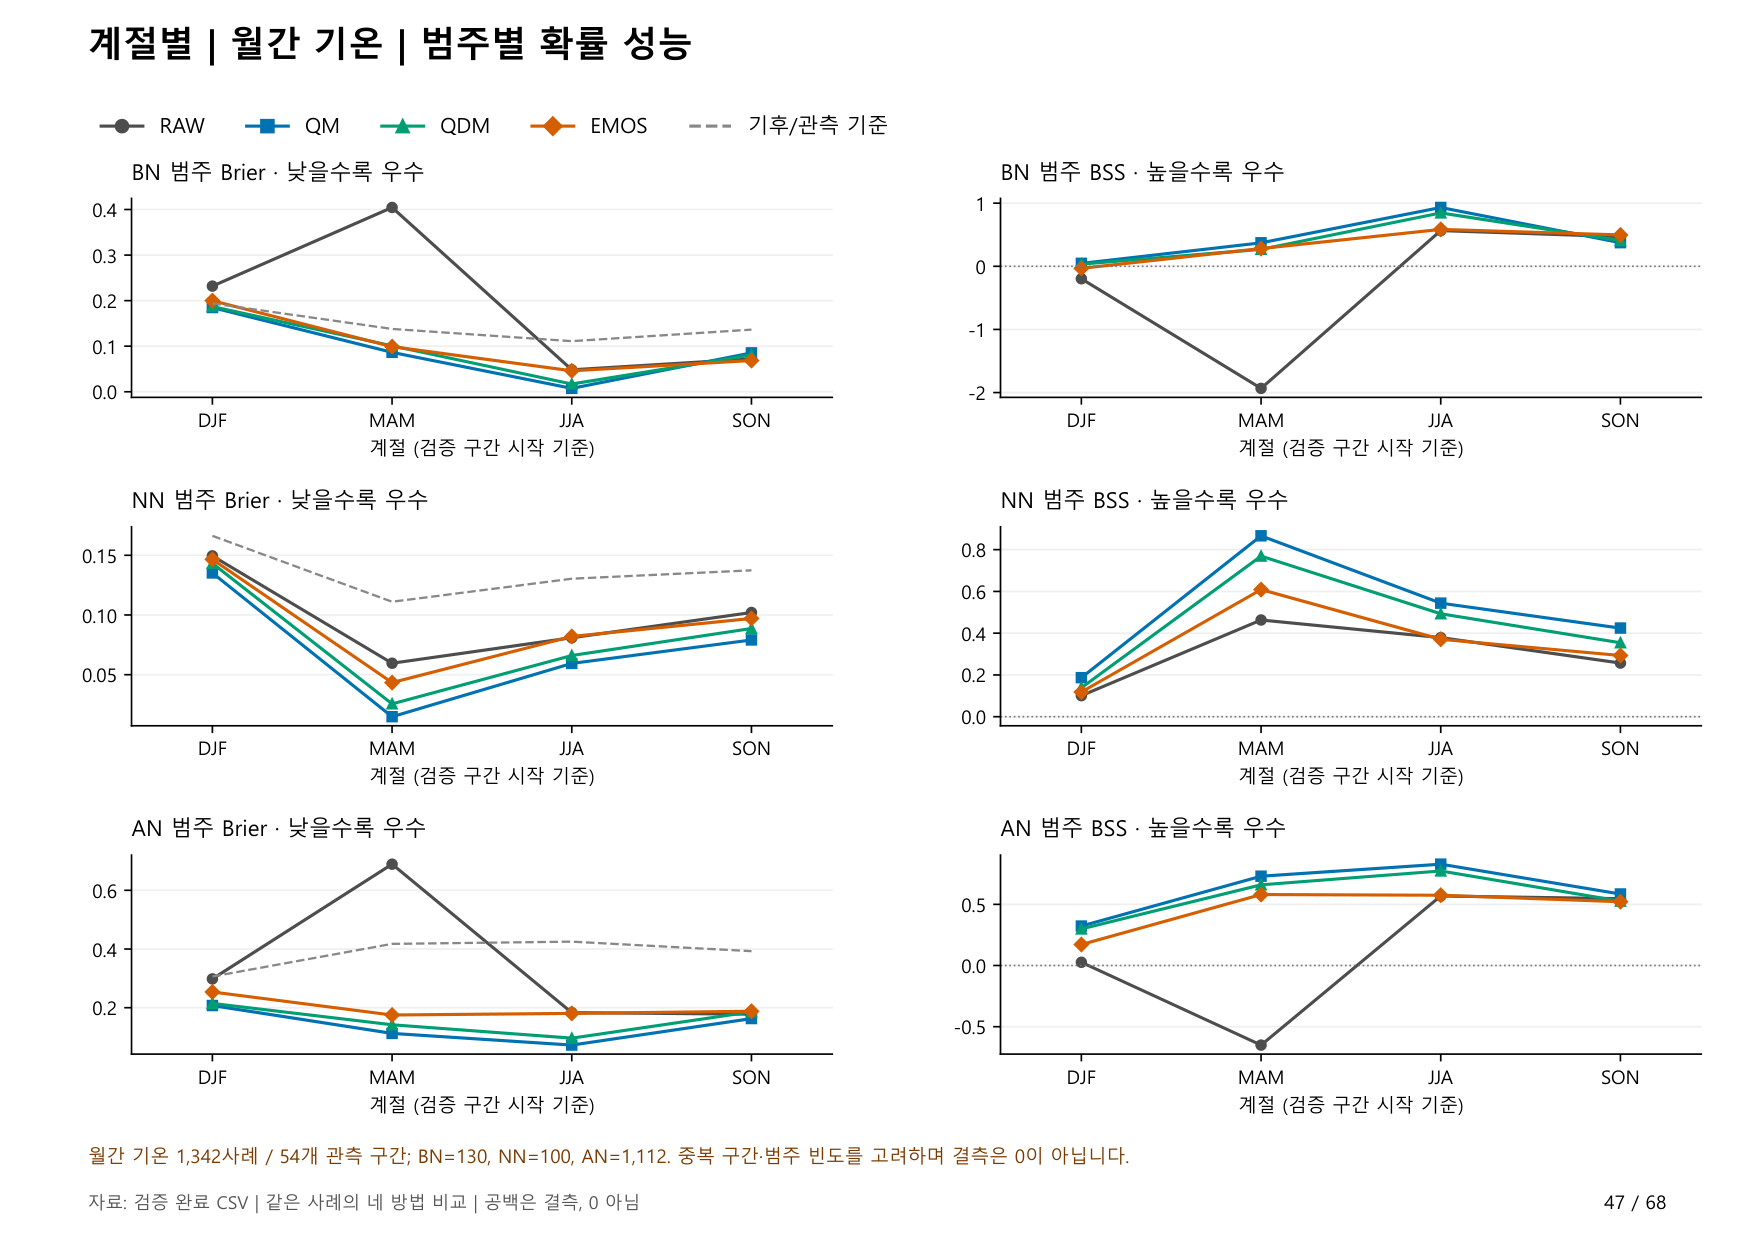 계절별 | 월간 기온 | 범주별 확률 성능
RAW QM QDM EMOS 기후/관측 기준
BN 범주 Brier · 낮을수록 우수
0.4
0.3
0.2
0.1
0.0
DJF MAM JJA SON
계절 (검증 구간 시작 기준)
BN 범주 BSS · 높을수록 우수
1
0
-1
-2
DJF MAM JJA SON
계절 (검증 구간 시작 기준)
NN 범주 Brier · 낮을수록 우수
0.15
0.10
0.05
DJF MAM JJA SON
계절 (검증 구간 시작 기준)
NN 범주 BSS · 높을수록 우수
0.8
0.6
0.4
0.2
0.0
DJF MAM JJA SON
계절 (검증 구간 시작 기준)
AN 범주 Brier · 낮을수록 우수
0.6
0.4
0.2
DJF MAM JJA SON
계절 (검증 구간 시작 기준)
AN 범주 BSS · 높을수록 우수
0.5
0.0
-0.5
DJF MAM JJA SON
계절 (검증 구간 시작 기준)
월간 기온 1,342사례 / 54개 관측 구간; BN=130, NN=100, AN=1,112. 중복 구간·범주 빈도를 고려하며 결측은 0이 아닙니다.
자료: 검증 완료 CSV | 같은 사례의 네 방법 비교 | 공백은 결측, 0 아님
47 / 68